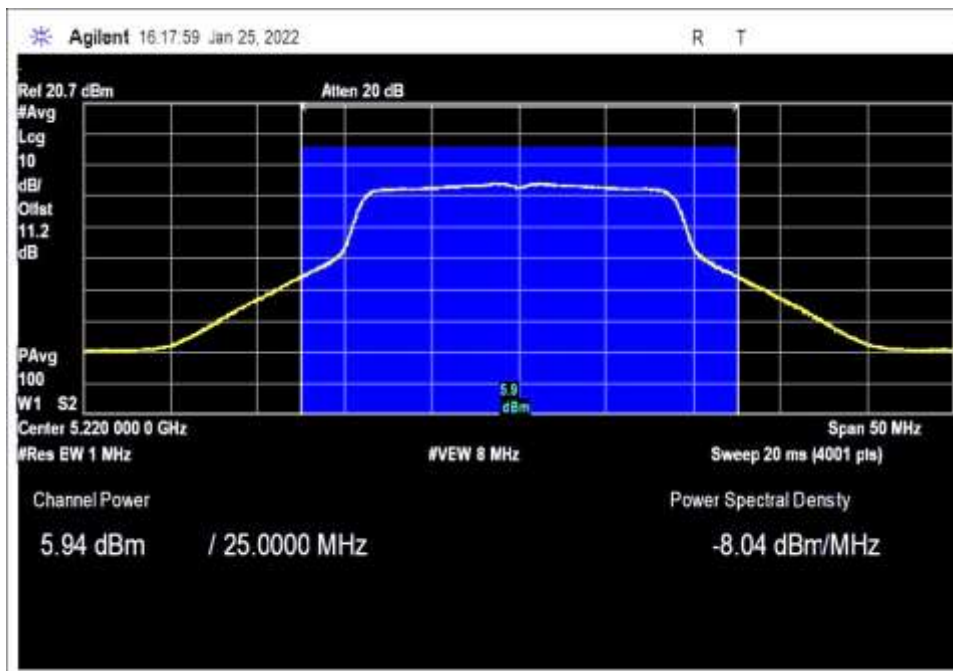 Agilent 16:17:59 Jan 25, 2022 R T
Ref 20.7 dBm Atten 20 dB
#Avg
Log
10
dB/
Offst
11.2
dB
PAvg
100
W1 S2
5.9
dBm
Center 5.220 000 0 GHz Span 50 MHz
#Res BW 1 MHz #VBW 8 MHz Sweep 20 ms (4001 pts)
Channel Power Power Spectral Density
5.94 dBm / 25.0000 MHz -8.04 dBm/MHz